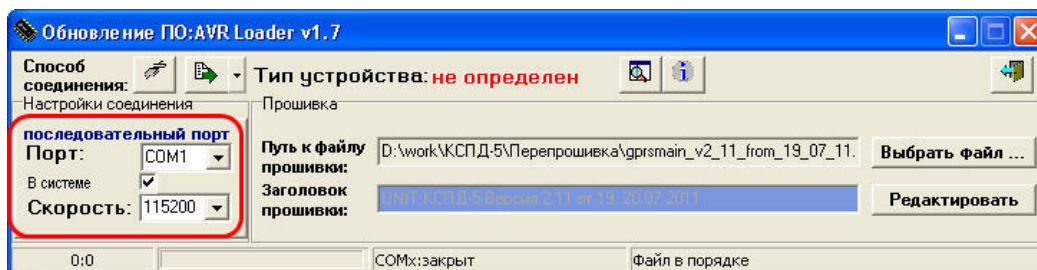 Обновление ПО:AVR Loader v1.7
Способ соединения:
Тип устройства: не определен
Настройки соединения
Прошивка
последовательный порт
Порт: COM1
В системе
Скорость: 115200
Путь к файлу прошивки: D:\work\КСПД-5\Перепрошивка\gprsmain_v2_11_from_19_07_11.
Выбрать файл ...
Заголовок прошивки: UNIT:КСПД-5 Версия 2.11 от 19. 20.07.2011
Редактировать
0:0
COMx:закрыт
Файл в порядке